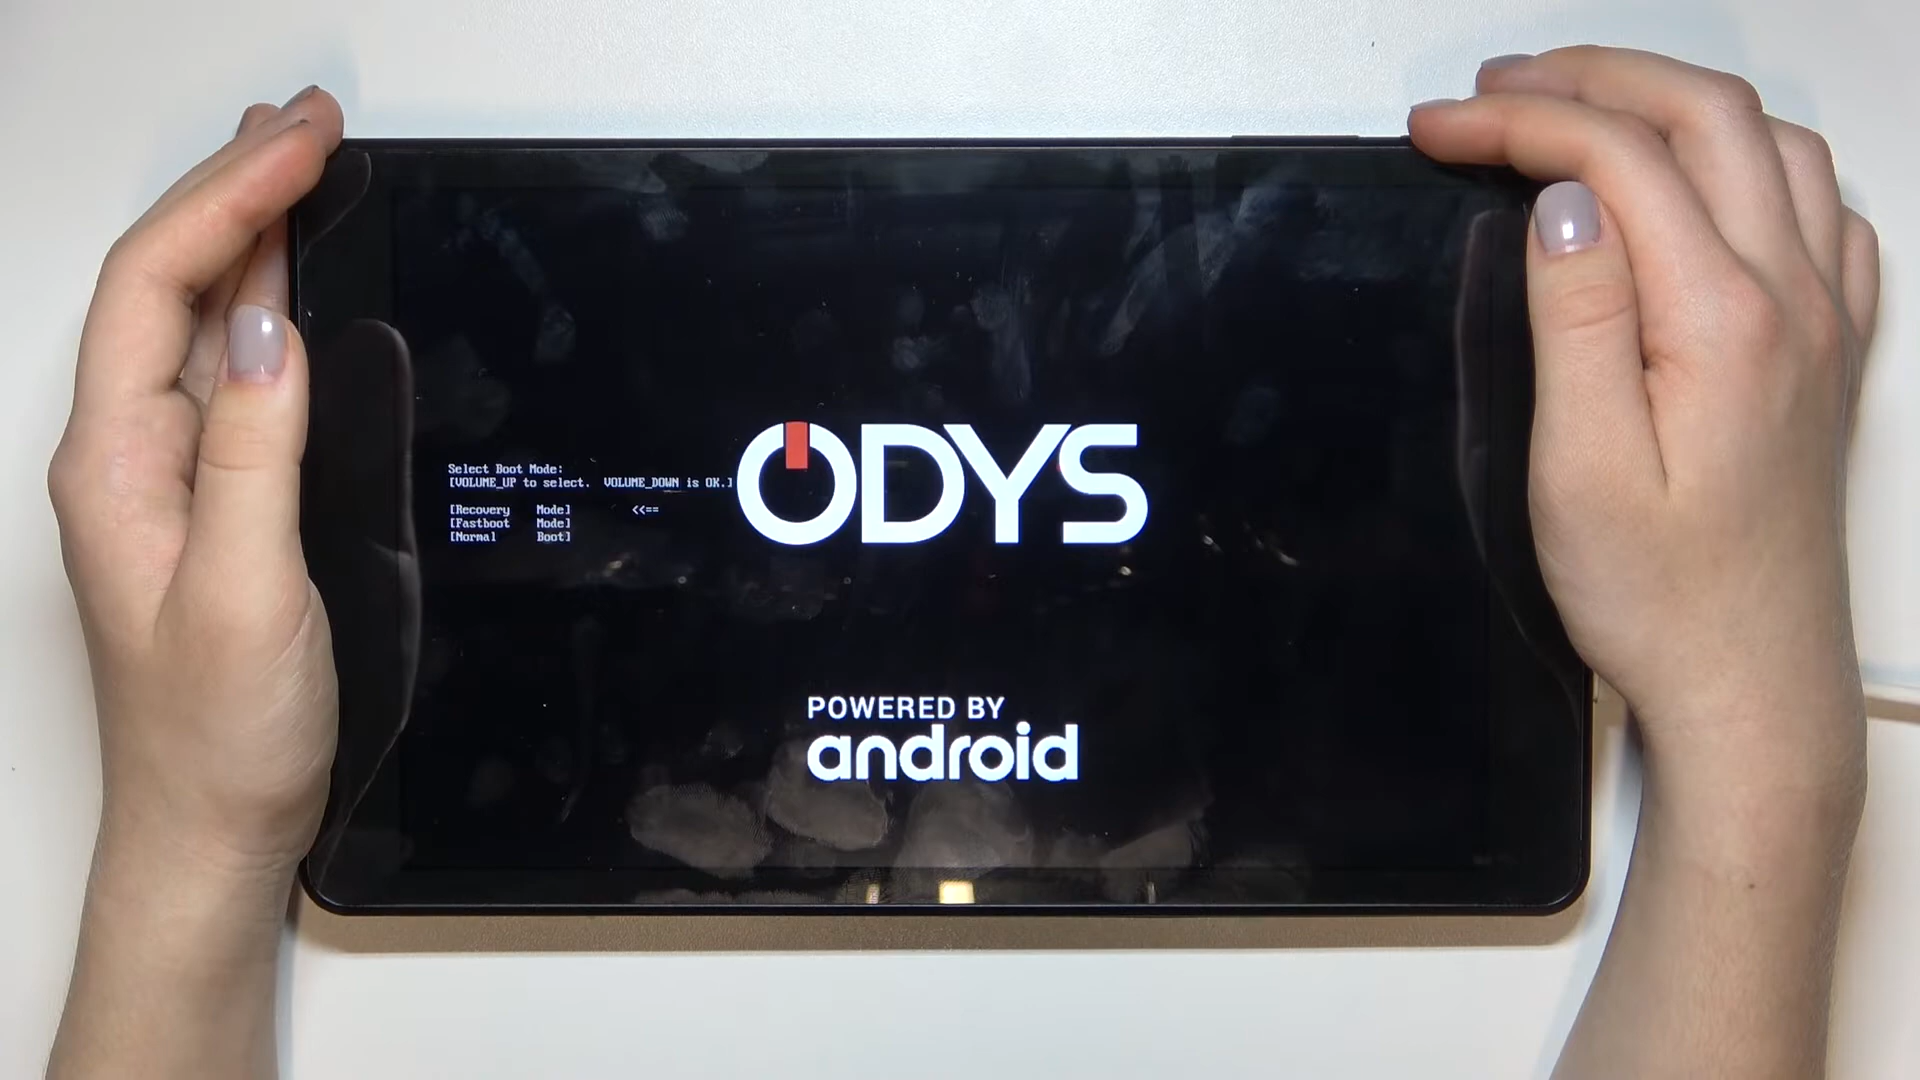 Select Boot Mode:
[VOLUME_UP to select.  VOLUME_DOWN is OK.]
[Recovery    Mode]         <<==
[Fastboot    Mode]
[Normal      Boot]
ODYS
POWERED BY
android